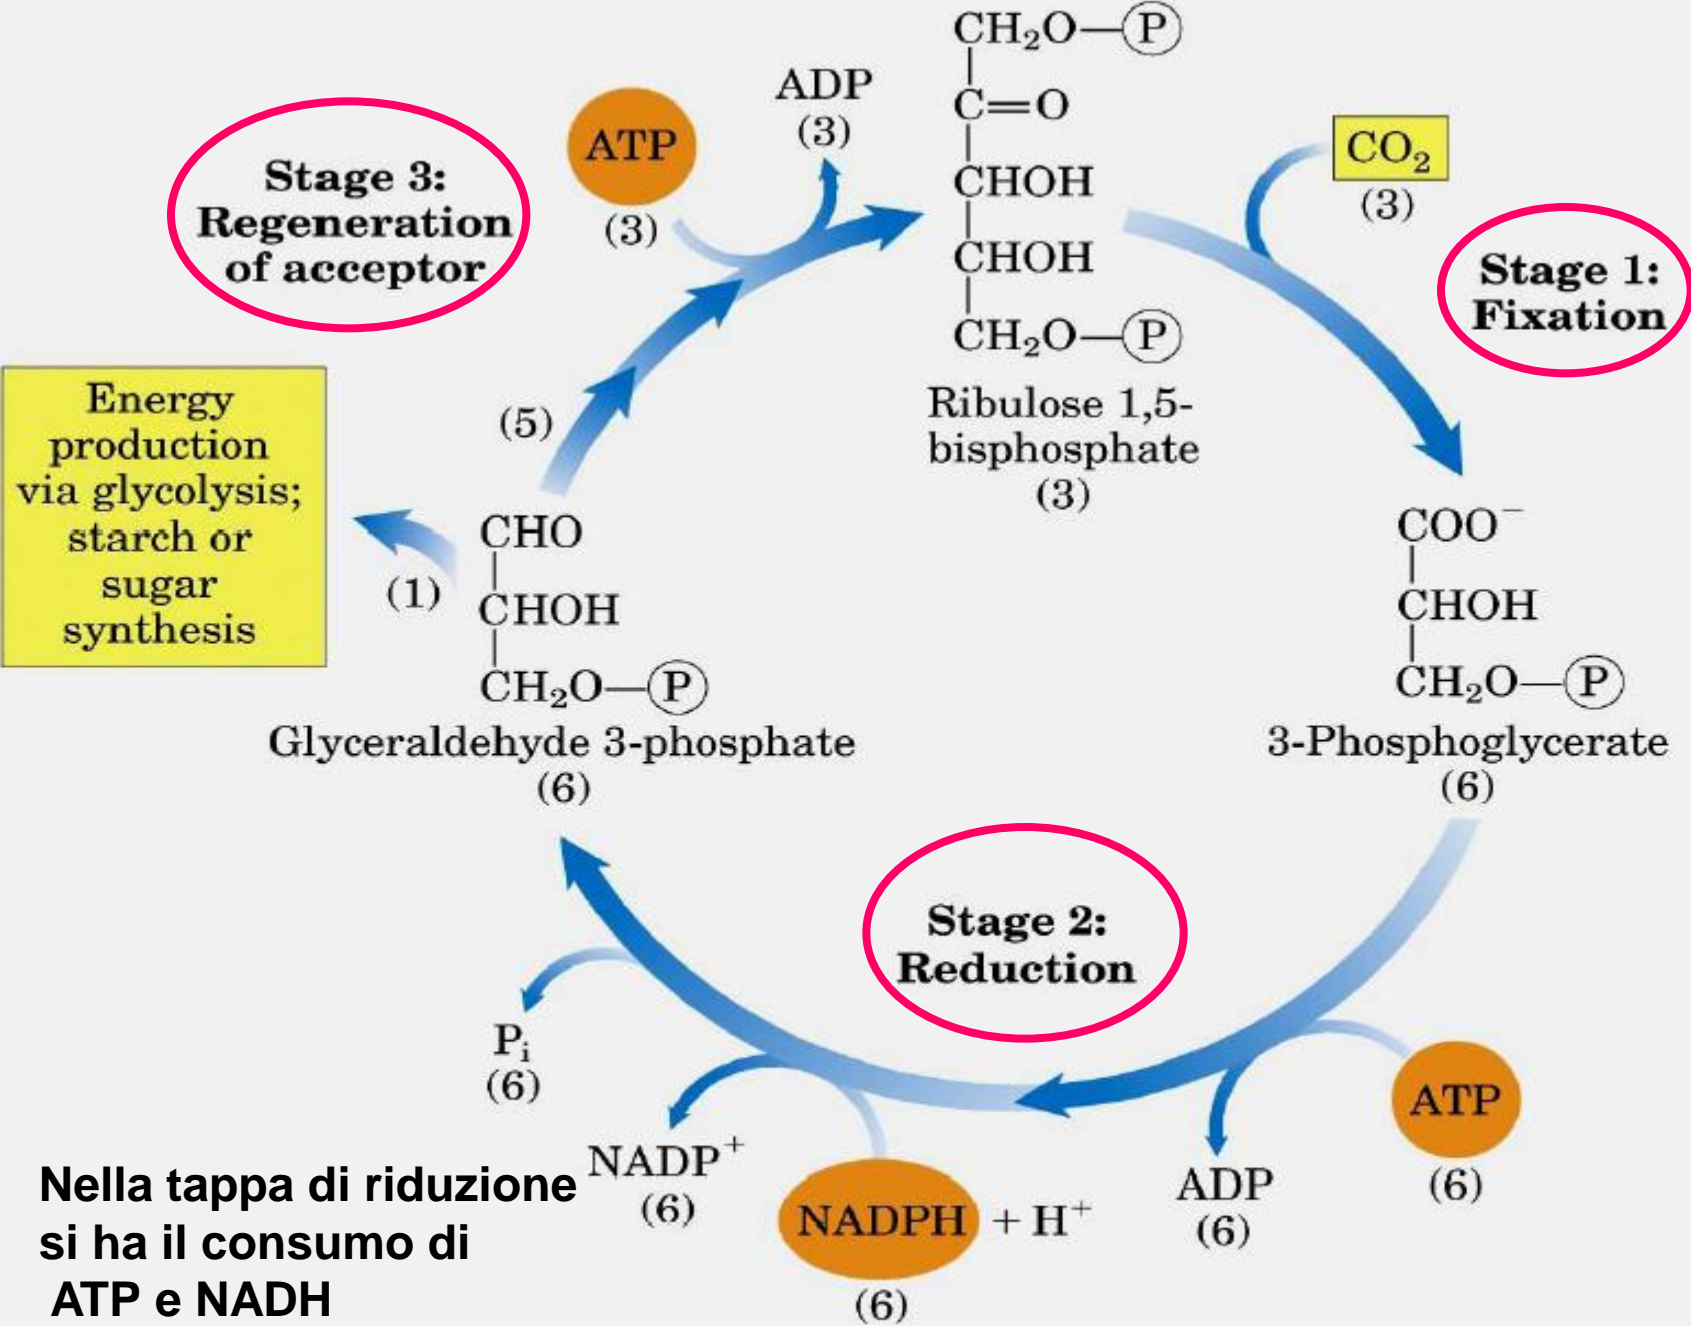 CH₂O—P
C=O
CHOH
CHOH
CH₂O—P
Ribulose 1,5-
bisphosphate
(3)
CO₂
(3)
Stage 1:
Fixation
COO⁻
CHOH
CH₂O—P
3-Phosphoglycerate
(6)
ATP
(6)
ADP
(6)
Stage 2:
Reduction
NADPH + H⁺
(6)
NADP⁺
(6)
Pᵢ
(6)
CHO
CHOH
CH₂O—P
Glyceraldehyde 3-phosphate
(6)
(1)
Energy
production
via glycolysis;
starch or
sugar
synthesis
(5)
Stage 3:
Regeneration
of acceptor
ATP
(3)
ADP
(3)
Nella tappa di riduzione
si ha il consumo di
ATP e NADH